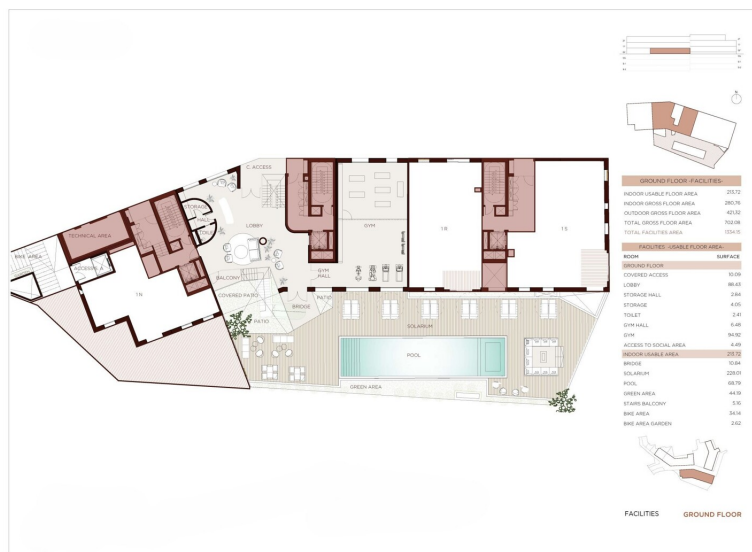 N
GROUND FLOOR -FACILITIES-
INDOOR USABLE FLOOR AREA 213.72
INDOOR GROSS FLOOR AREA 280.76
OUTDOOR GROSS FLOOR AREA 421.32
TOTAL GROSS FLOOR AREA 702.08
TOTAL FACILITIES AREA 1334.15
FACILITIES -USABLE FLOOR AREA-
ROOM SURFACE
GROUND FLOOR
COVERED ACCESS 10.09
LOBBY 88.43
STORAGE HALL 2.84
STORAGE 4.05
TOILET 2.41
GYM HALL 6.48
GYM 94.92
ACCESS TO SOCIAL AREA 4.49
INDOOR USABLE AREA 213.72
BRIDGE 10.84
SOLARIUM 228.01
POOL 68.79
GREEN AREA 44.19
STAIRS BALCONY 3.16
BIKE AREA 34.14
BIKE AREA GARDEN 2.62
FACILITIES GROUND FLOOR
C. ACCESS
STORAGE
HALL
TOILET
LOBBY
GYM
TECHNICAL AREA
BIKE AREA
ACCESS S.A
1 N
1 R
1 S
BALCONY
GYM
HALL
COVERED PATIO
PATIO
BRIDGE
PATIO
SOLARIUM
POOL
GREEN AREA